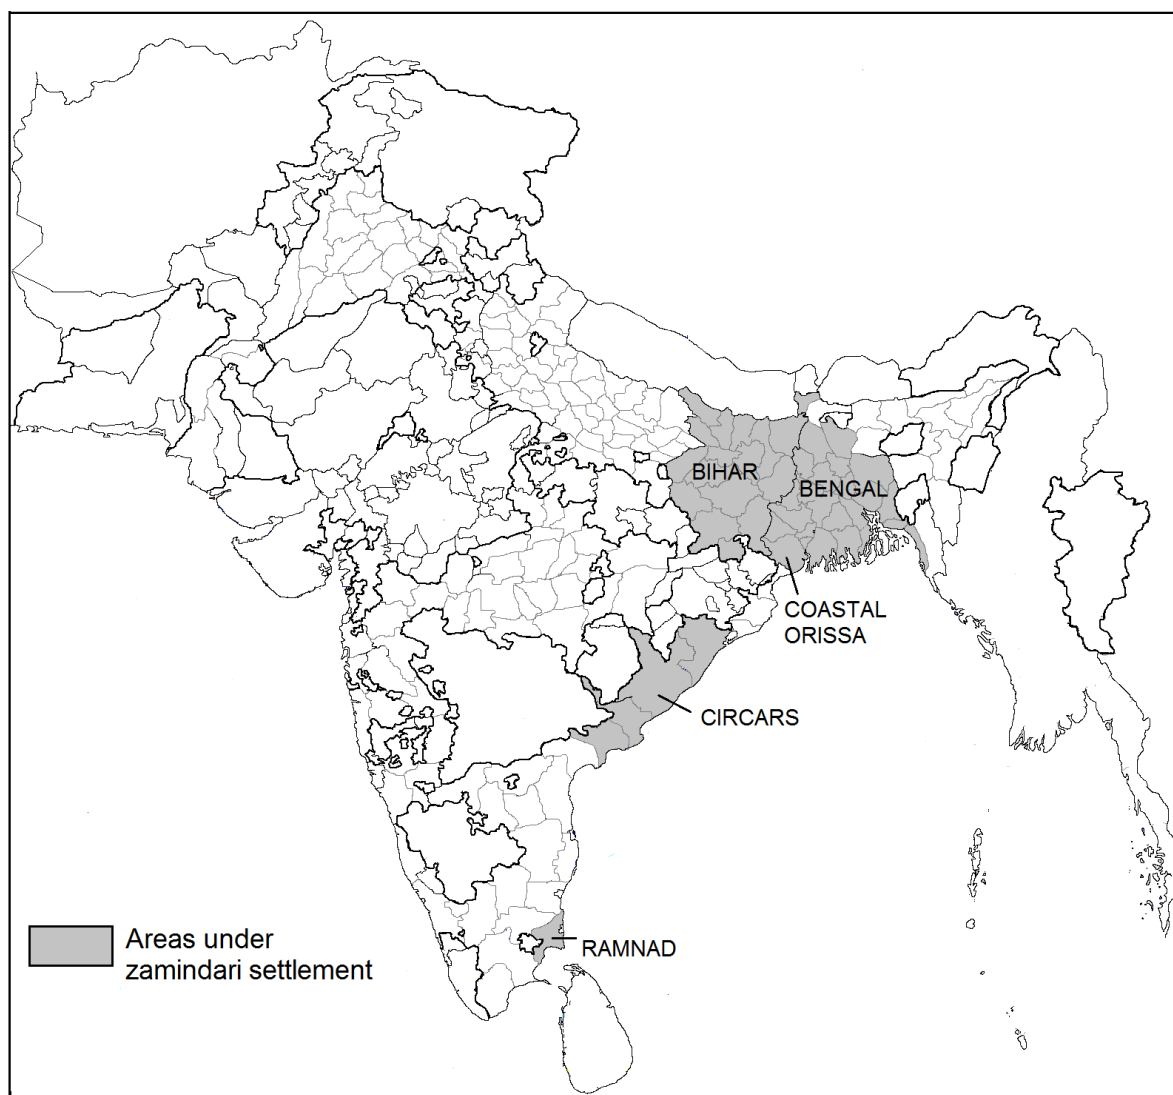 BIHAR
BENGAL
COASTAL
ORISSA
CIRCARS
RAMNAD
Areas under
zamindari settlement